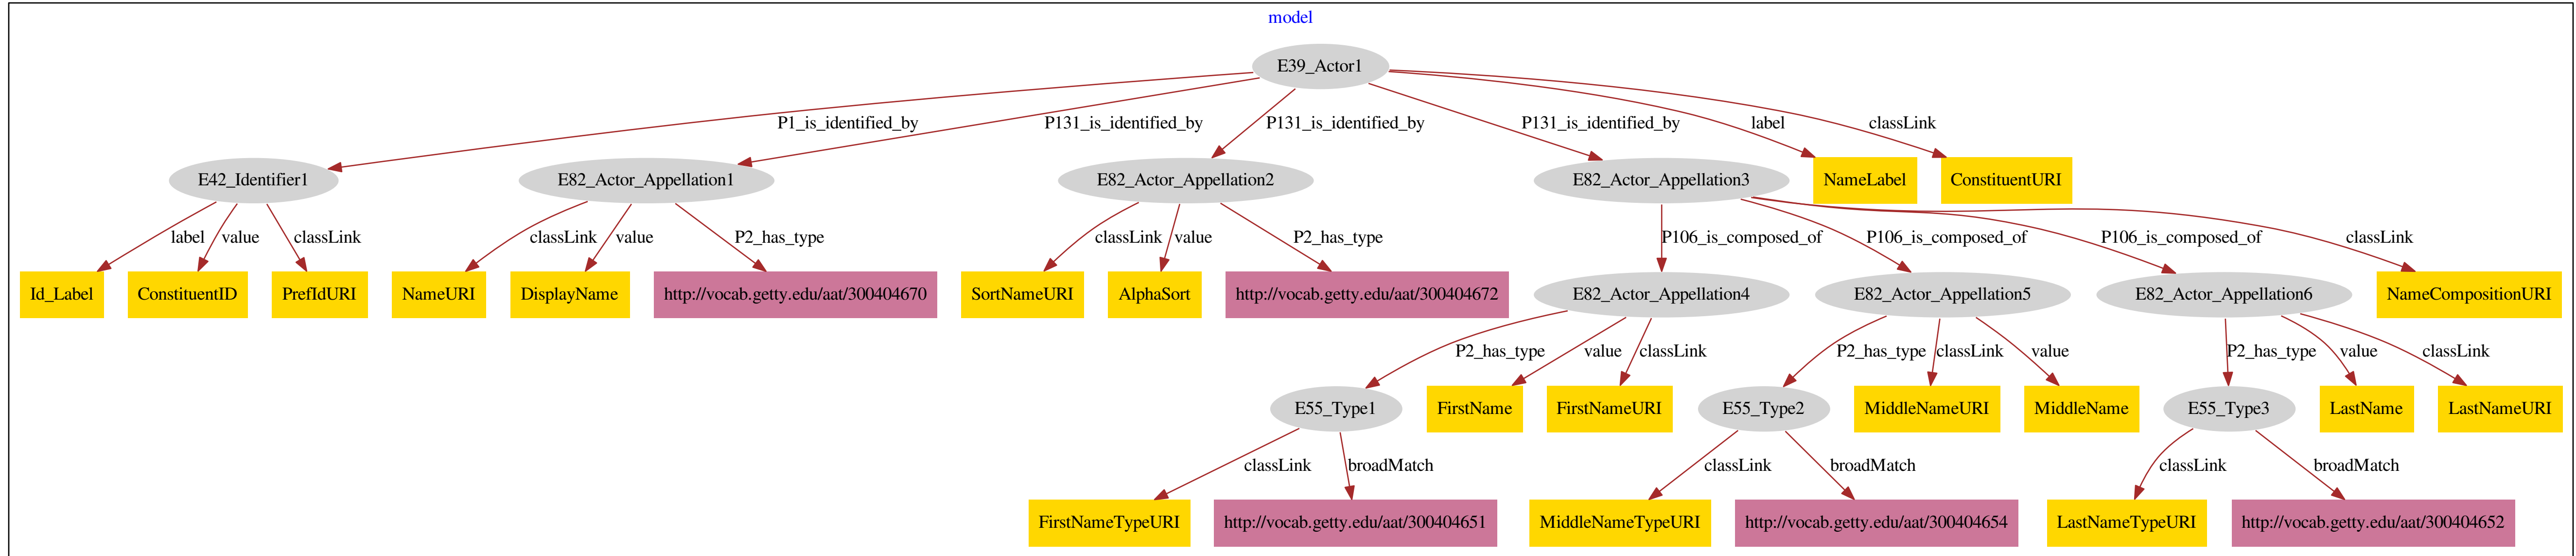 model
E39_Actor1
P1_is_identified_by
P131_is_identified_by
P131_is_identified_by
P131_is_identified_by
label
classLink
E42_Identifier1
E82_Actor_Appellation1
E82_Actor_Appellation2
E82_Actor_Appellation3
NameLabel
ConstituentURI
label
value
classLink
classLink
value
P2_has_type
classLink
value
P2_has_type
P106_is_composed_of
P106_is_composed_of
P106_is_composed_of
classLink
Id_Label
ConstituentID
PrefIdURI
NameURI
DisplayName
http://vocab.getty.edu/aat/300404670
SortNameURI
AlphaSort
http://vocab.getty.edu/aat/300404672
E82_Actor_Appellation4
E82_Actor_Appellation5
E82_Actor_Appellation6
NameCompositionURI
P2_has_type
value
classLink
P2_has_type
classLink
value
P2_has_type
value
classLink
E55_Type1
FirstName
FirstNameURI
E55_Type2
MiddleNameURI
MiddleName
E55_Type3
LastName
LastNameURI
classLink
broadMatch
classLink
broadMatch
classLink
broadMatch
FirstNameTypeURI
http://vocab.getty.edu/aat/300404651
MiddleNameTypeURI
http://vocab.getty.edu/aat/300404654
LastNameTypeURI
http://vocab.getty.edu/aat/300404652